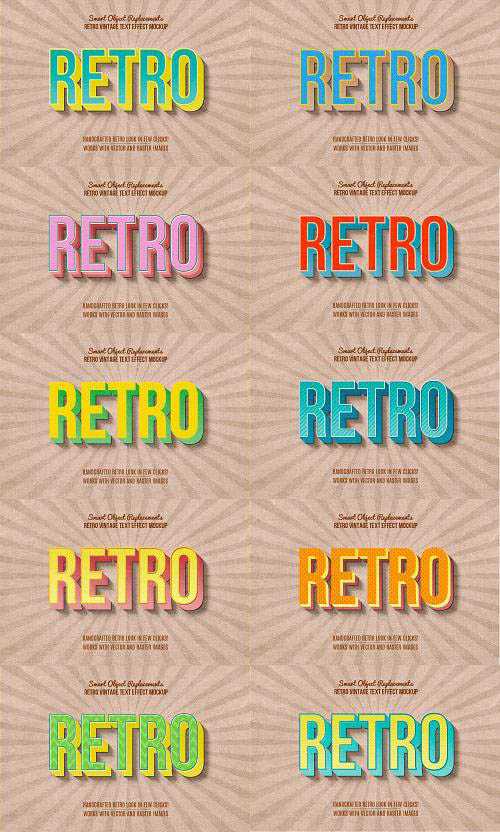 Smart Object Replacements
RETRO VINTAGE TEXT EFFECT MOCKUP
RETRO
HANDCRAFTED RETRO LOOK IN FEW CLICKS!
WORKS WITH VECTOR AND RASTER IMAGES
Smart Object Replacements
RETRO VINTAGE TEXT EFFECT MOCKUP
RETRO
HANDCRAFTED RETRO LOOK IN FEW CLICKS!
WORKS WITH VECTOR AND RASTER IMAGES
Smart Object Replacements
RETRO VINTAGE TEXT EFFECT MOCKUP
RETRO
HANDCRAFTED RETRO LOOK IN FEW CLICKS!
WORKS WITH VECTOR AND RASTER IMAGES
Smart Object Replacements
RETRO VINTAGE TEXT EFFECT MOCKUP
RETRO
HANDCRAFTED RETRO LOOK IN FEW CLICKS!
WORKS WITH VECTOR AND RASTER IMAGES
Smart Object Replacements
RETRO VINTAGE TEXT EFFECT MOCKUP
RETRO
HANDCRAFTED RETRO LOOK IN FEW CLICKS!
WORKS WITH VECTOR AND RASTER IMAGES
Smart Object Replacements
RETRO VINTAGE TEXT EFFECT MOCKUP
RETRO
HANDCRAFTED RETRO LOOK IN FEW CLICKS!
WORKS WITH VECTOR AND RASTER IMAGES
Smart Object Replacements
RETRO VINTAGE TEXT EFFECT MOCKUP
RETRO
HANDCRAFTED RETRO LOOK IN FEW CLICKS!
WORKS WITH VECTOR AND RASTER IMAGES
Smart Object Replacements
RETRO VINTAGE TEXT EFFECT MOCKUP
RETRO
HANDCRAFTED RETRO LOOK IN FEW CLICKS!
WORKS WITH VECTOR AND RASTER IMAGES
Smart Object Replacements
RETRO VINTAGE TEXT EFFECT MOCKUP
RETRO
HANDCRAFTED RETRO LOOK IN FEW CLICKS!
WORKS WITH VECTOR AND RASTER IMAGES
Smart Object Replacements
RETRO VINTAGE TEXT EFFECT MOCKUP
RETRO
HANDCRAFTED RETRO LOOK IN FEW CLICKS!
WORKS WITH VECTOR AND RASTER IMAGES